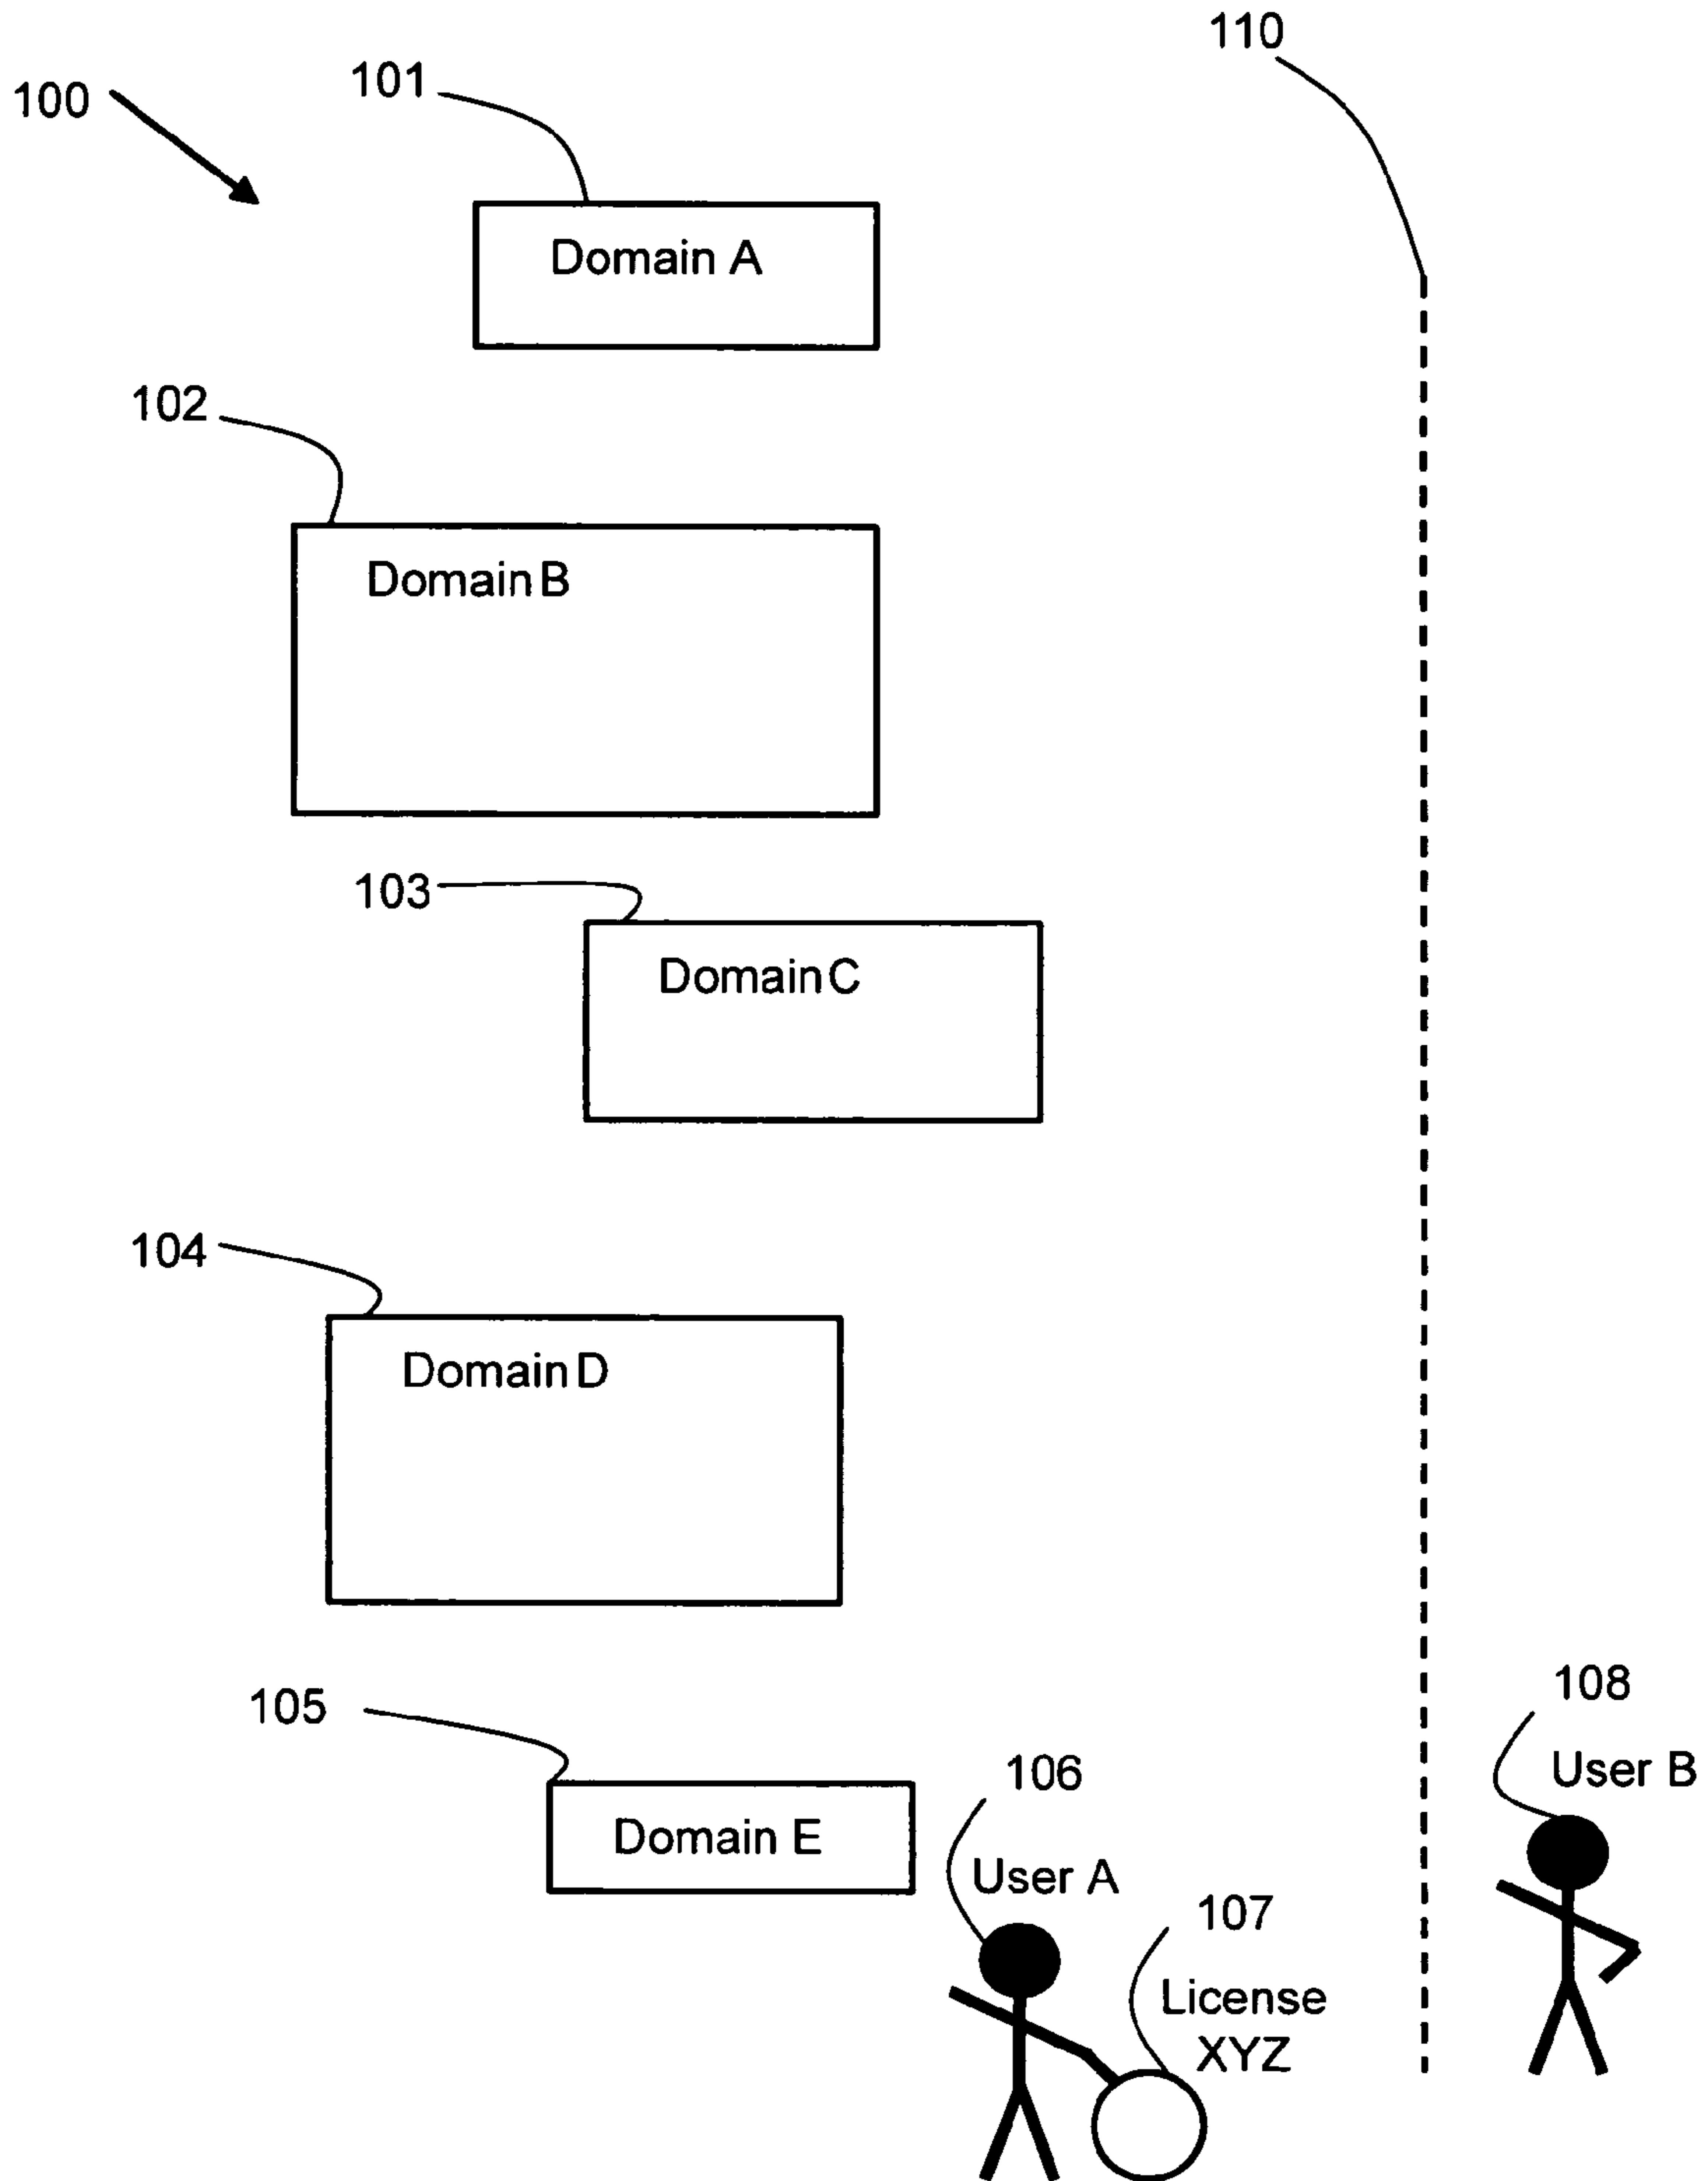 110
101
100
Domain A
102
Domain B
103
Domain C
104
Domain D
105
108
User B
106
Domain E
User A
107
License
XYZ